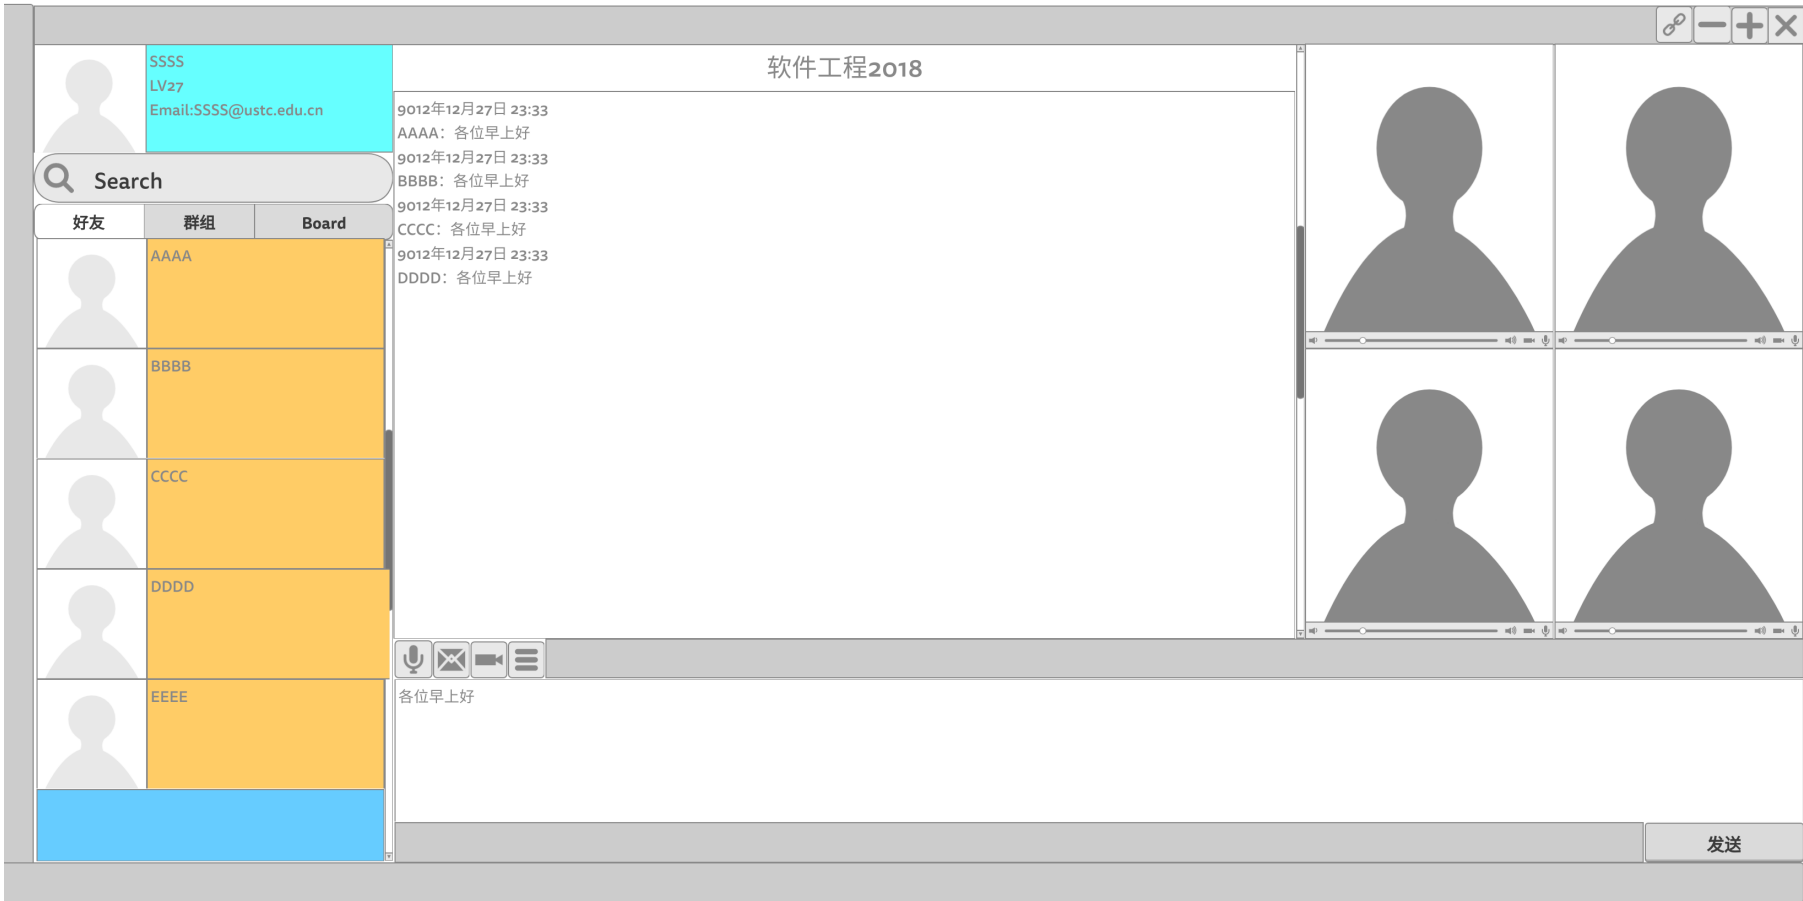 SSSS
LV27
Email:SSSS@ustc.edu.cn
Search
好友
群组
Board
AAAA
BBBB
CCCC
DDDD
EEEE
软件工程2018
9012年12月27日 23:33
AAAA：各位早上好
9012年12月27日 23:33
BBBB：各位早上好
9012年12月27日 23:33
CCCC：各位早上好
9012年12月27日 23:33
DDDD：各位早上好
各位早上好
发送